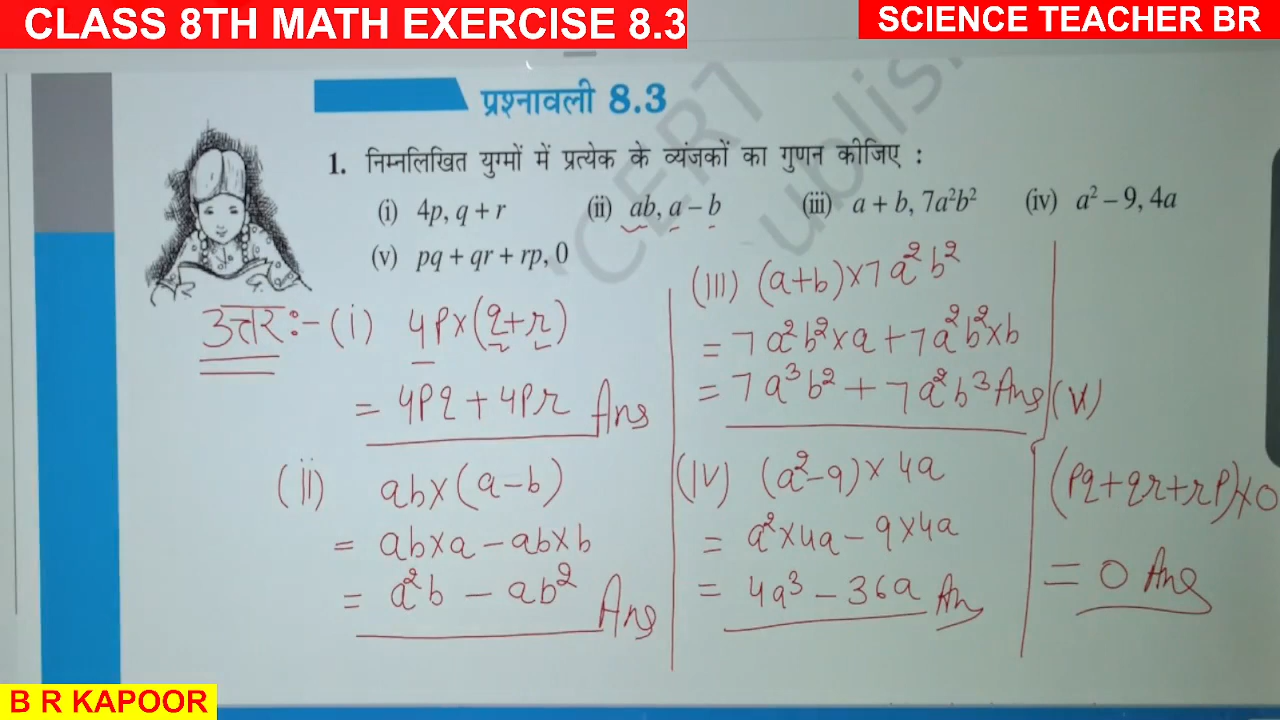 CLASS 8TH MATH EXERCISE 8.3
SCIENCE TEACHER BR
प्रश्नावली 8.3
1. निम्नलिखित युग्मों में प्रत्येक के व्यंजकों का गुणन कीजिए :
(i) 4p, q + r (ii) ab, a – b (iii) a + b, 7a²b² (iv) a² – 9, 4a
(v) pq + qr + rp, 0
उत्तर:- (i) 4p×(q+r)
= 4pq + 4pr Ans
(ii) ab×(a-b)
= ab×a - ab×b
= a²b - ab² Ans
(iii) (a+b)×7a²b²
= 7a²b²×a + 7a²b²×b
= 7a³b² + 7a²b³ Ans
(iv) (a²-9)×4a
= a²×4a - 9×4a
= 4a³ - 36a Ans
(v)
(pq+qr+rp)×0
= 0 Ans
B R KAPOOR
CERT
ublis